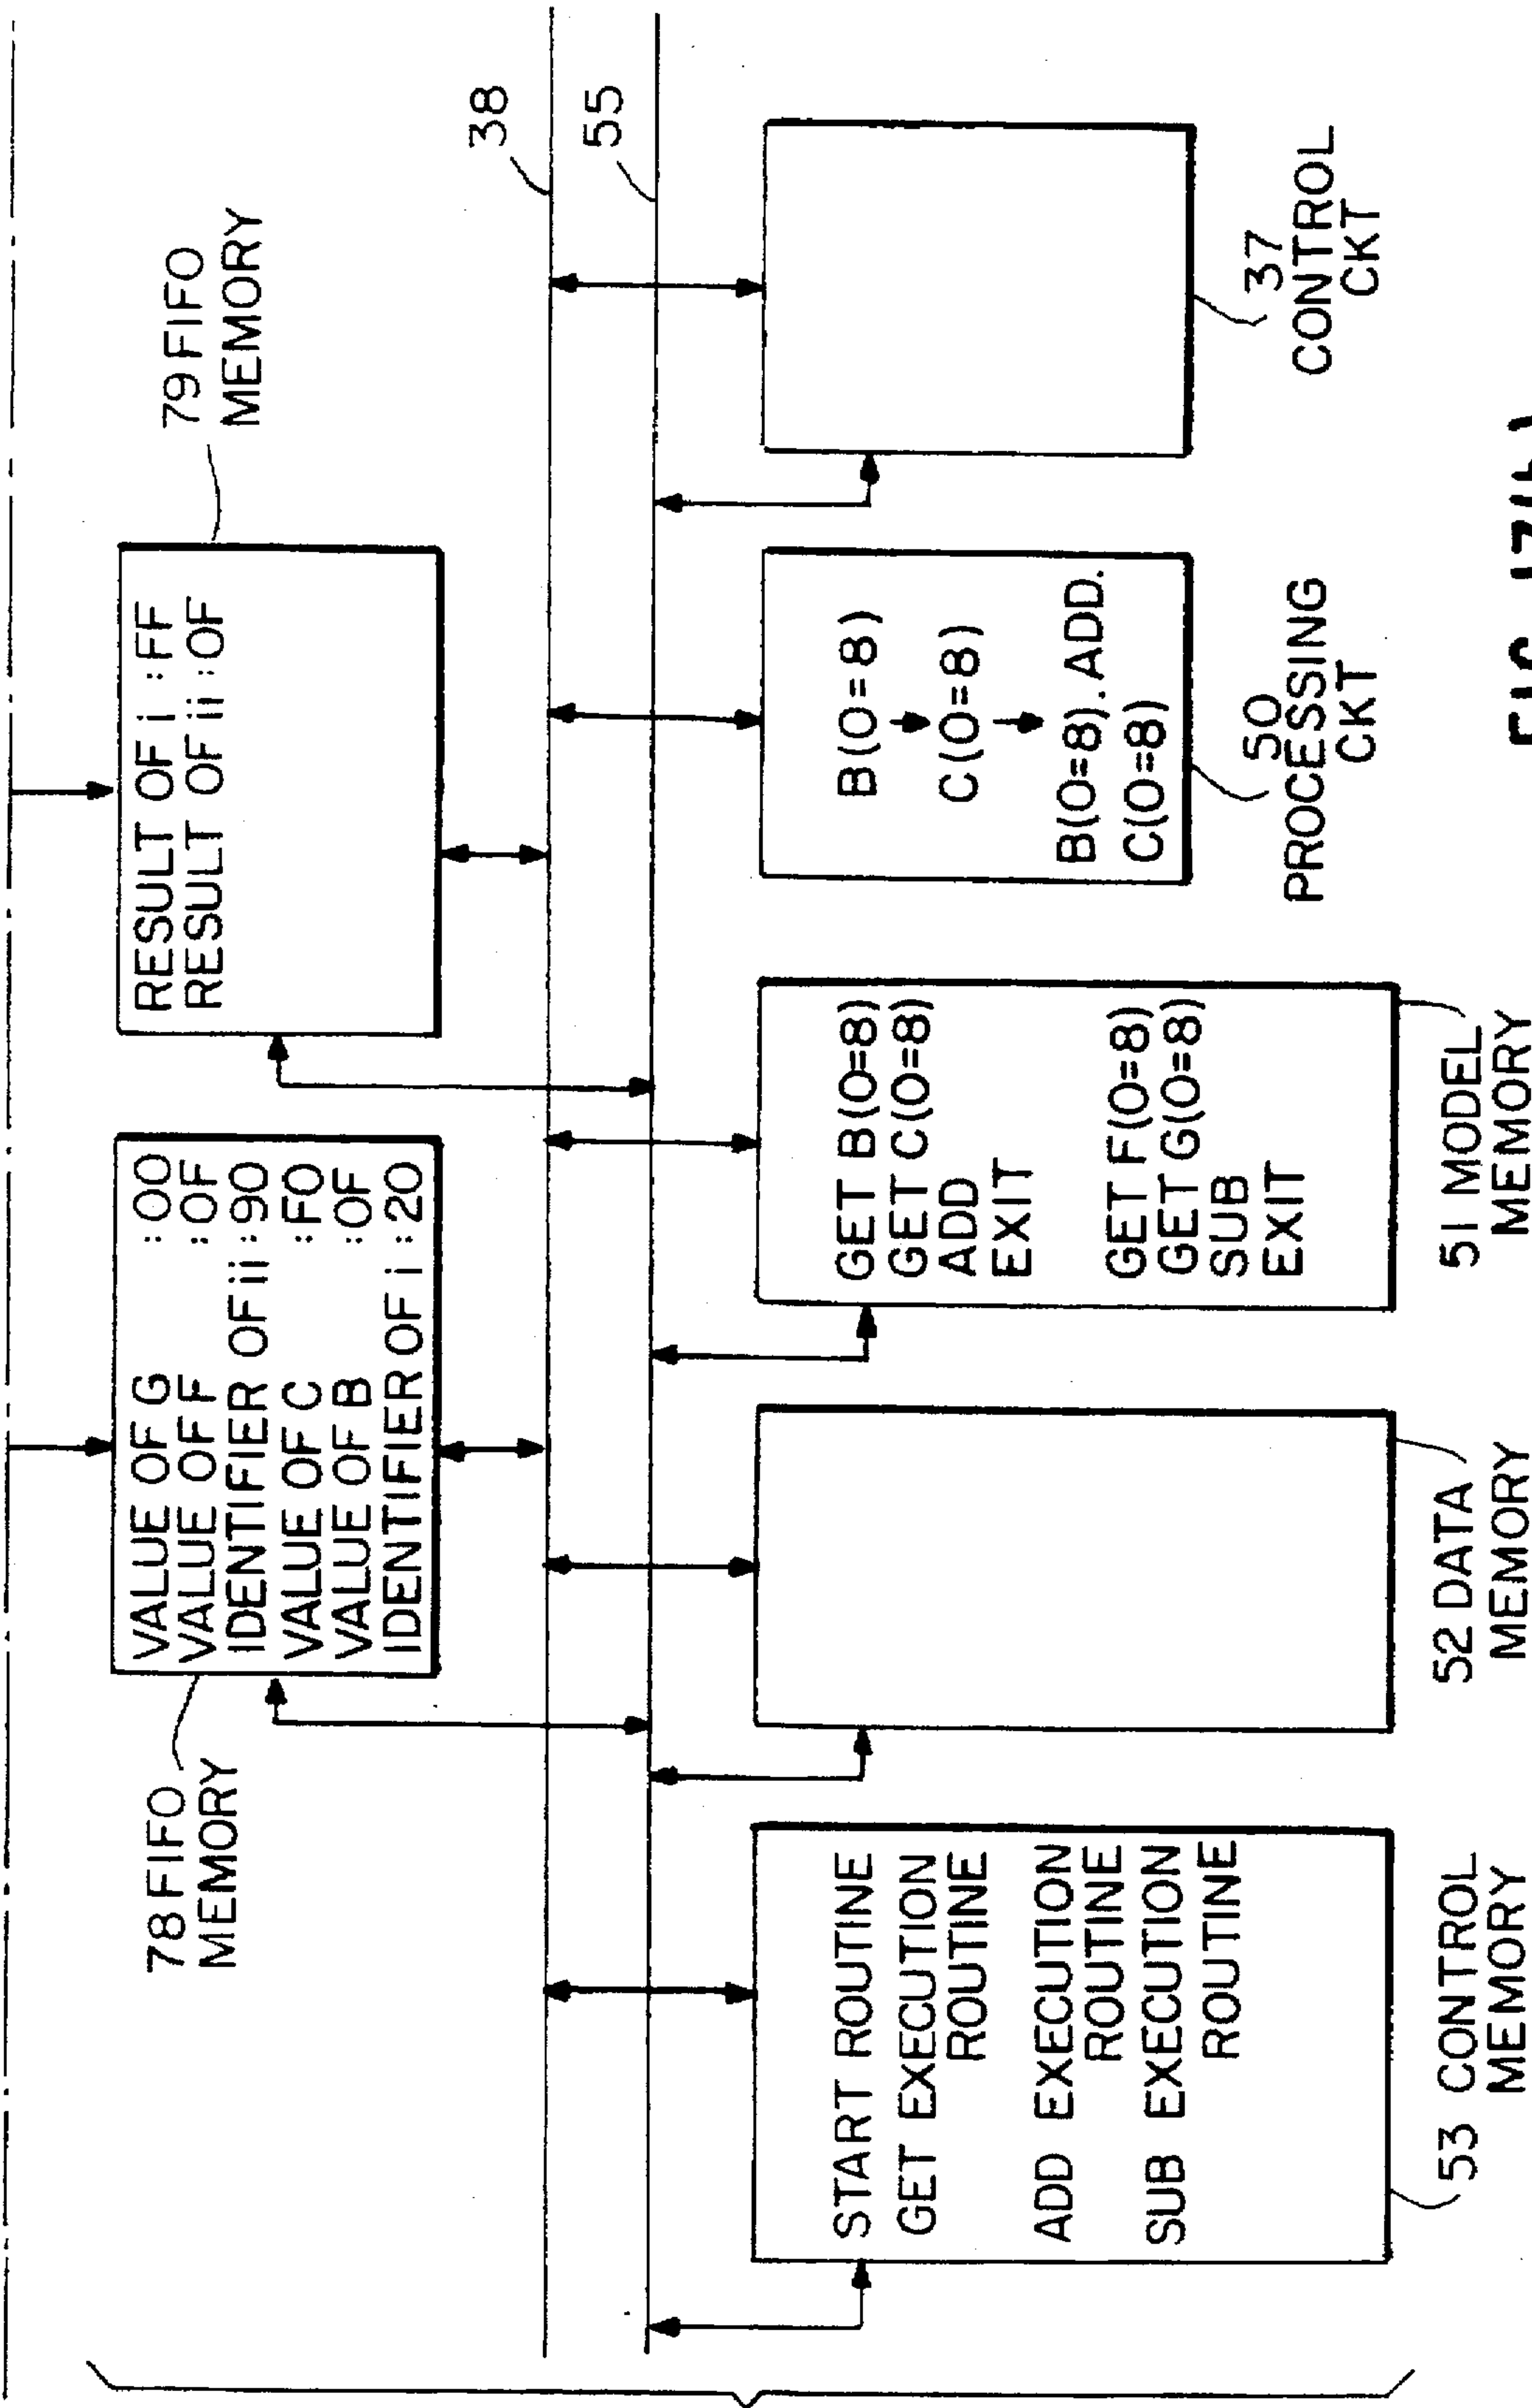 78 FIFO
MEMORY
VALUE OF G :00
VALUE OF F :0F
IDENTIFIER OF ii :90
VALUE OF C :F0
VALUE OF B :0F
IDENTIFIER OF i :20
79 FIFO
MEMORY
RESULT OF i :FF
RESULT OF ii :0F
38
55
START ROUTINE
GET EXECUTION
ROUTINE
ADD EXECUTION
ROUTINE
SUB EXECUTION
ROUTINE
53 CONTROL
MEMORY
52 DATA
MEMORY
GET B(0=8)
GET C(0=8)
ADD
EXIT
GET F(0=8)
GET G(0=8)
SUB
EXIT
51 MODEL
MEMORY
B(0=8)
C(0=8)
B(0=8). ADD.
C(0=8)
50
PROCESSING
CKT
37
CONTROL
CKT